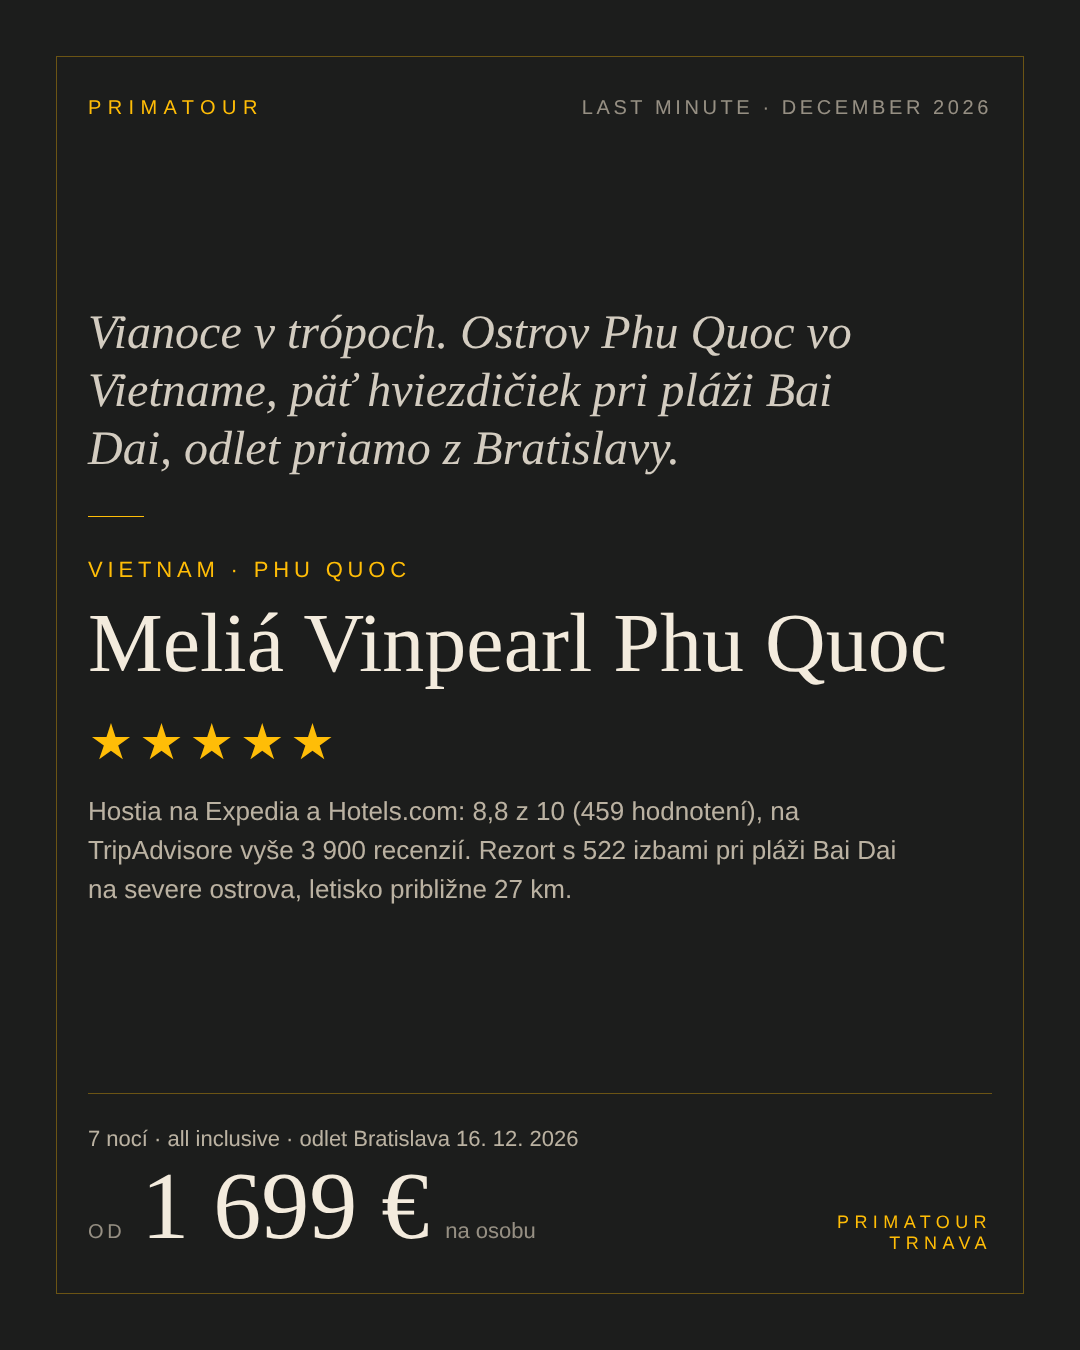 PRIMATOUR
LAST MINUTE · DECEMBER 2026
Vianoce v trópoch. Ostrov Phu Quoc vo
Vietname, päť hviezdičiek pri pláži Bai
Dai, odlet priamo z Bratislavy.
VIETNAM · PHU QUOC
Meliá Vinpearl Phu Quoc
★★★★★
Hostia na Expedia a Hotels.com: 8,8 z 10 (459 hodnotení), na
TripAdvisore vyše 3 900 recenzií. Rezort s 522 izbami pri pláži Bai Dai
na severe ostrova, letisko približne 27 km.
7 nocí · all inclusive · odlet Bratislava 16. 12. 2026
OD 1 699 € na osobu
PRIMATOUR
TRNAVA